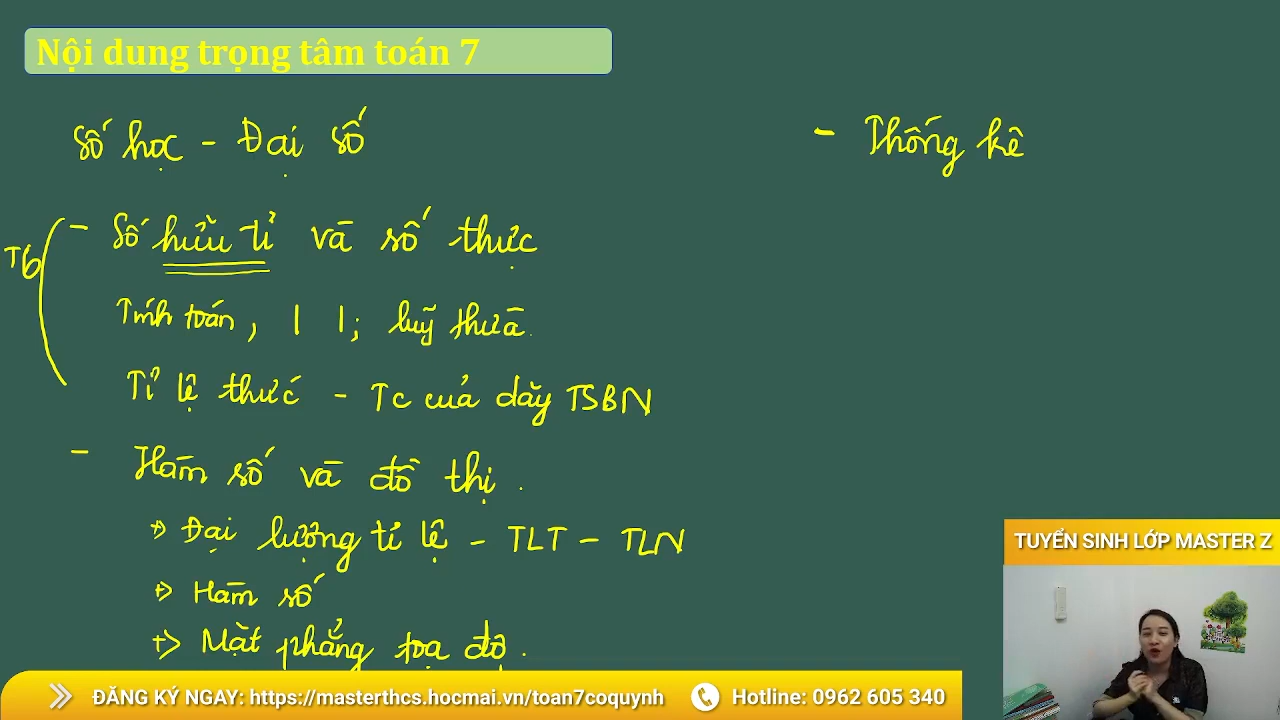 Nội dung trọng tâm toán 7
Số học - Đại số
- Số hữu tỉ và số thực
T6
Tính toán, | |; luỹ thừa.
Tỉ lệ thức - Tc của dãy TSBN
- Hàm số và đồ thị.
+> Đại lượng tỉ lệ - TLT - TLN
+> Hàm số
+> Mặt phẳng toạ độ.
- Thống kê
TUYỂN SINH LỚP MASTER Z
ĐĂNG KÝ NGAY: https://masterthcs.hocmai.vn/toan7coquynh
Hotline: 0962 605 340